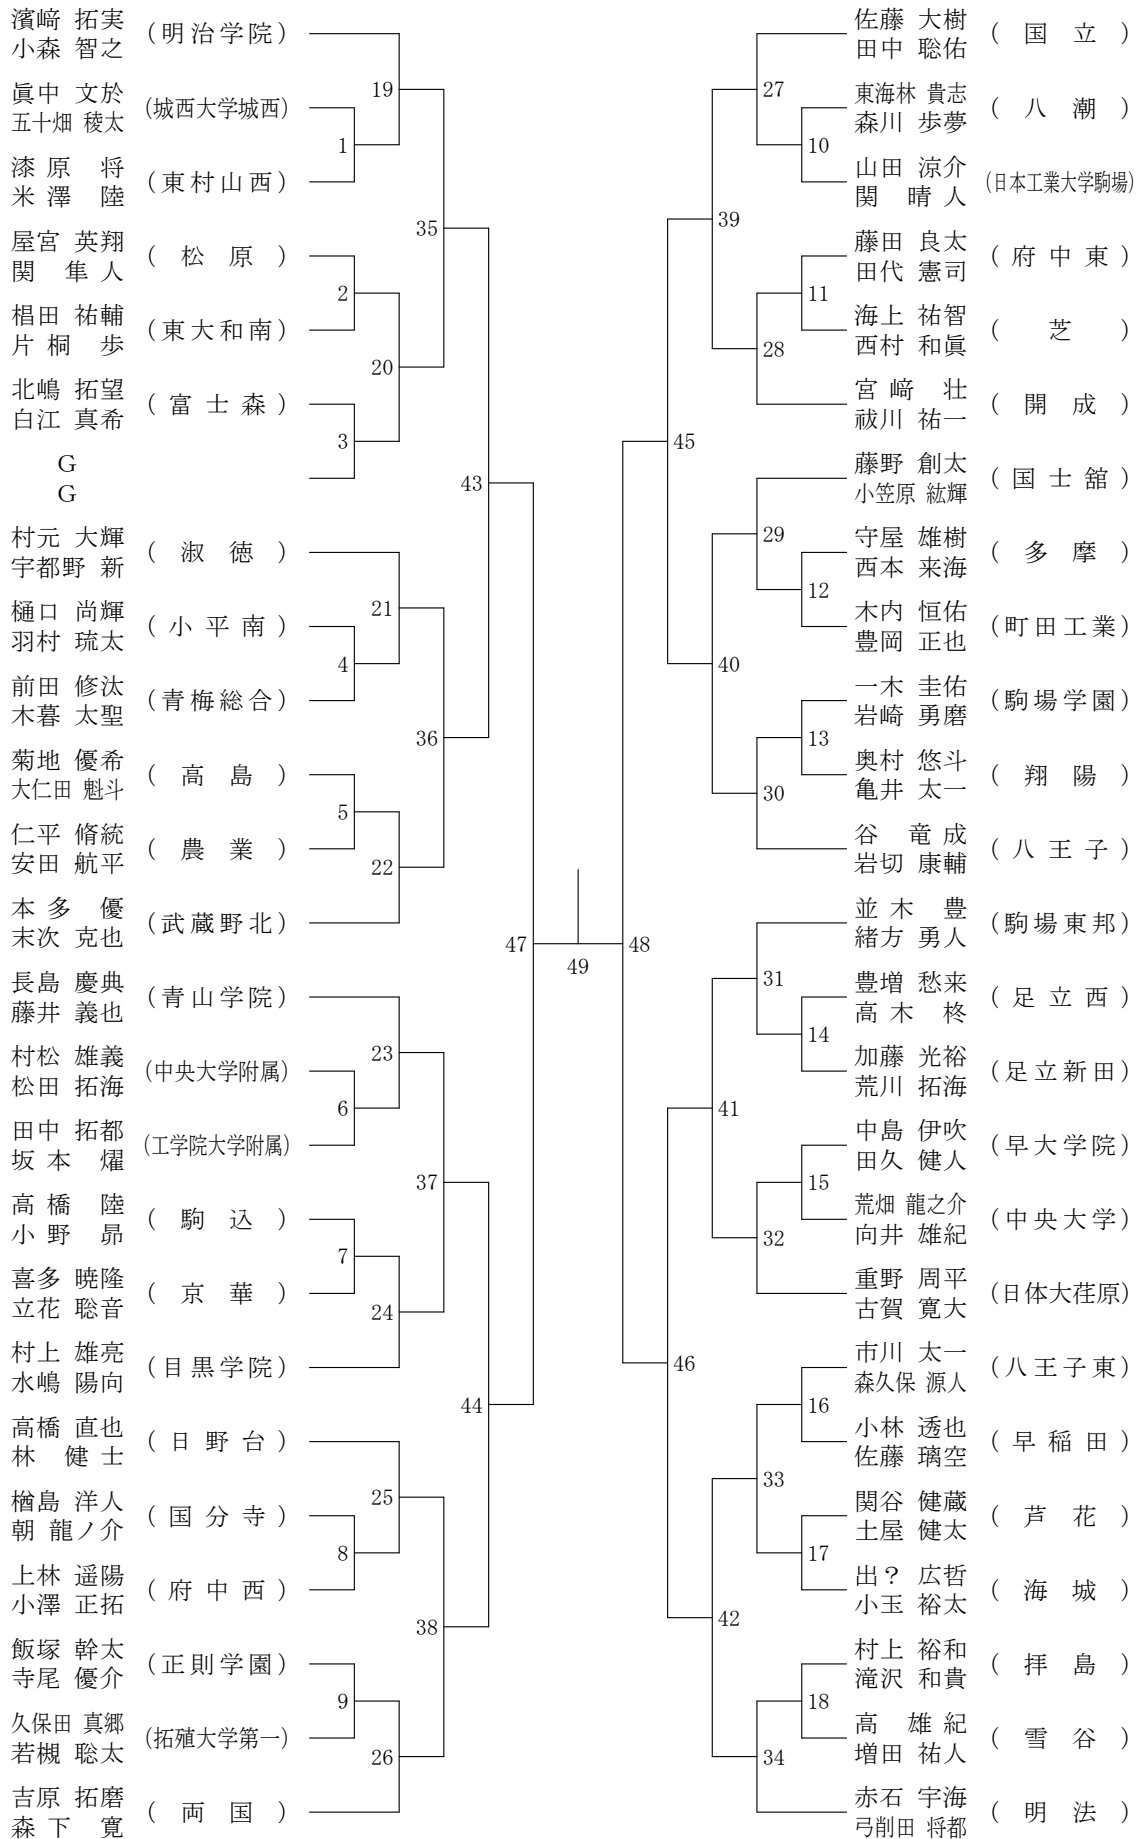 濱﨑 拓実
小森 智之
(明治学院)
眞中 文於
五十畑 稜太
(城西大学城西)
漆原 将
米澤 陸
(東村山西)
屋宮 英翔
関 隼人
(松原)
椙田 祐輔
片桐 歩
(東大和南)
北嶋 拓望
白江 真希
(富士森)
G
G
村元 大輝
宇都野 新
(淑徳)
樋口 尚輝
羽村 琉太
(小平南)
前田 修汰
木暮 太聖
(青梅総合)
菊地 優希
大仁田 魁斗
(高島)
仁平 脩統
安田 航平
(農業)
本多 優
末次 克也
(武蔵野北)
長島 慶典
藤井 義也
(青山学院)
村松 雄義
松田 拓海
(中央大学附属)
田中 拓都
坂本 燿
(工学院大学附属)
高橋 陸
小野 昴
(駒込)
喜多 暁隆
立花 聡音
(京華)
村上 雄亮
水嶋 陽向
(目黒学院)
高橋 直也
林 健士
(日野台)
楢島 洋人
朝 龍ノ介
(国分寺)
上林 遥陽
小澤 正拓
(府中西)
飯塚 幹太
寺尾 優介
(正則学園)
久保田 真郷
若槻 聡太
(拓殖大学第一)
吉原 拓磨
森下 寛
(両国)
1
2
3
4
5
6
7
8
9
19
20
21
22
23
24
25
26
35
36
37
38
43
44
47
49
48
45
46
39
40
41
42
27
28
29
30
31
32
33
34
10
11
12
13
14
15
16
17
18
佐藤 大樹
田中 聡佑
(国立)
東海林 貴志
森川 歩夢
(八潮)
山田 涼介
関 晴人
(日本工業大学駒場)
藤田 良太
田代 憲司
(府中東)
海上 祐智
西村 和眞
(芝)
宮﨑 壮
祓川 祐一
(開成)
藤野 創太
小笠原 紘輝
(国士舘)
守屋 雄樹
西本 来海
(多摩)
木内 恒佑
豊岡 正也
(町田工業)
一木 圭佑
岩崎 勇磨
(駒場学園)
奥村 悠斗
亀井 太一
(翔陽)
谷 竜成
岩切 康輔
(八王子)
並木 豊
緒方 勇人
(駒場東邦)
豊増 愁来
高木 柊
(足立西)
加藤 光裕
荒川 拓海
(足立新田)
中島 伊吹
田久 健人
(早大学院)
荒畑 龍之介
向井 雄紀
(中央大学)
重野 周平
古賀 寛大
(日体大荏原)
市川 太一
森久保 源人
(八王子東)
小林 透也
佐藤 璃空
(早稲田)
関谷 健蔵
土屋 健太
(芦花)
出? 広哲
小玉 裕太
(海城)
村上 裕和
滝沢 和貴
(拝島)
高 雄紀
増田 祐人
(雪谷)
赤石 宇海
弓削田 将都
(明法)